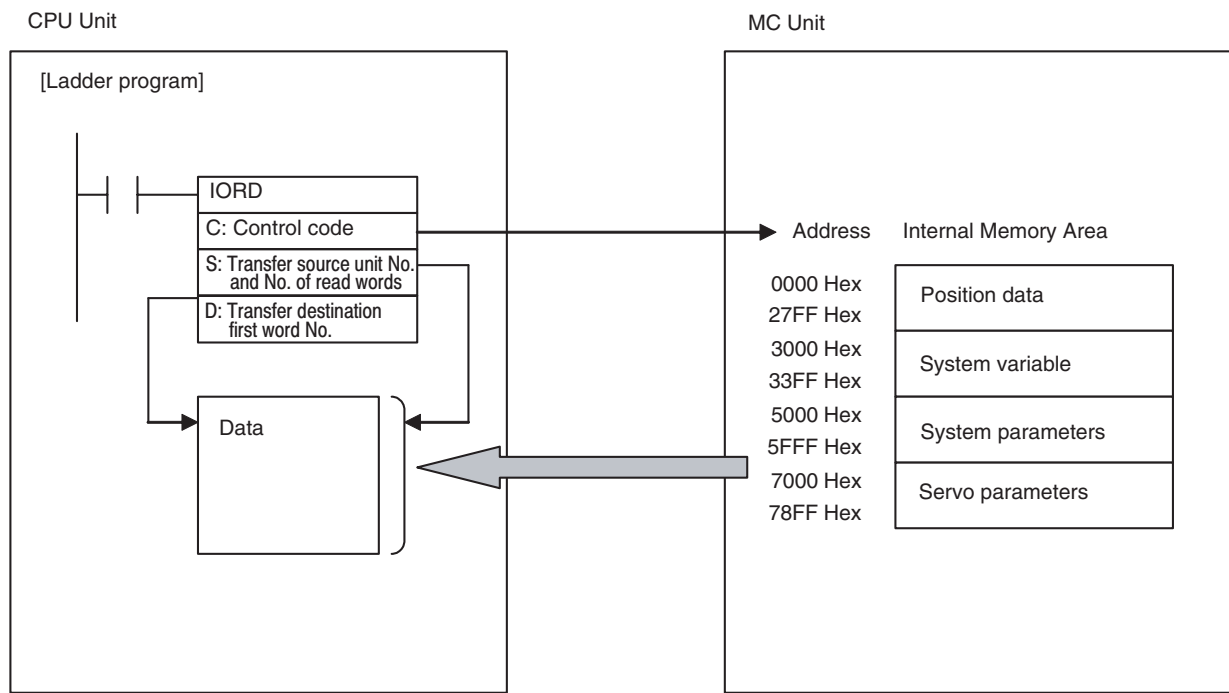 CPU Unit
MC Unit
[Ladder program]
IORD
C: Control code
S: Transfer source unit No.
and No. of read words
D: Transfer destination
first word No.
Data
Address
Internal Memory Area
0000 Hex
27FF Hex
Position data
3000 Hex
33FF Hex
System variable
5000 Hex
5FFF Hex
System parameters
7000 Hex
78FF Hex
Servo parameters